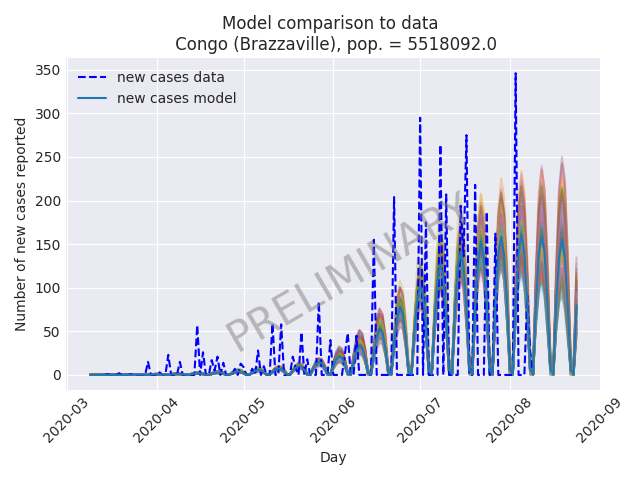 Model comparison to data
Congo (Brazzaville), pop. = 5518092.0
new cases data
new cases model
Number of new cases reported
350
300
250
200
150
100
50
0
PRELIMINARY
2020-03
2020-04
2020-05
2020-06
2020-07
2020-08
2020-09
Day